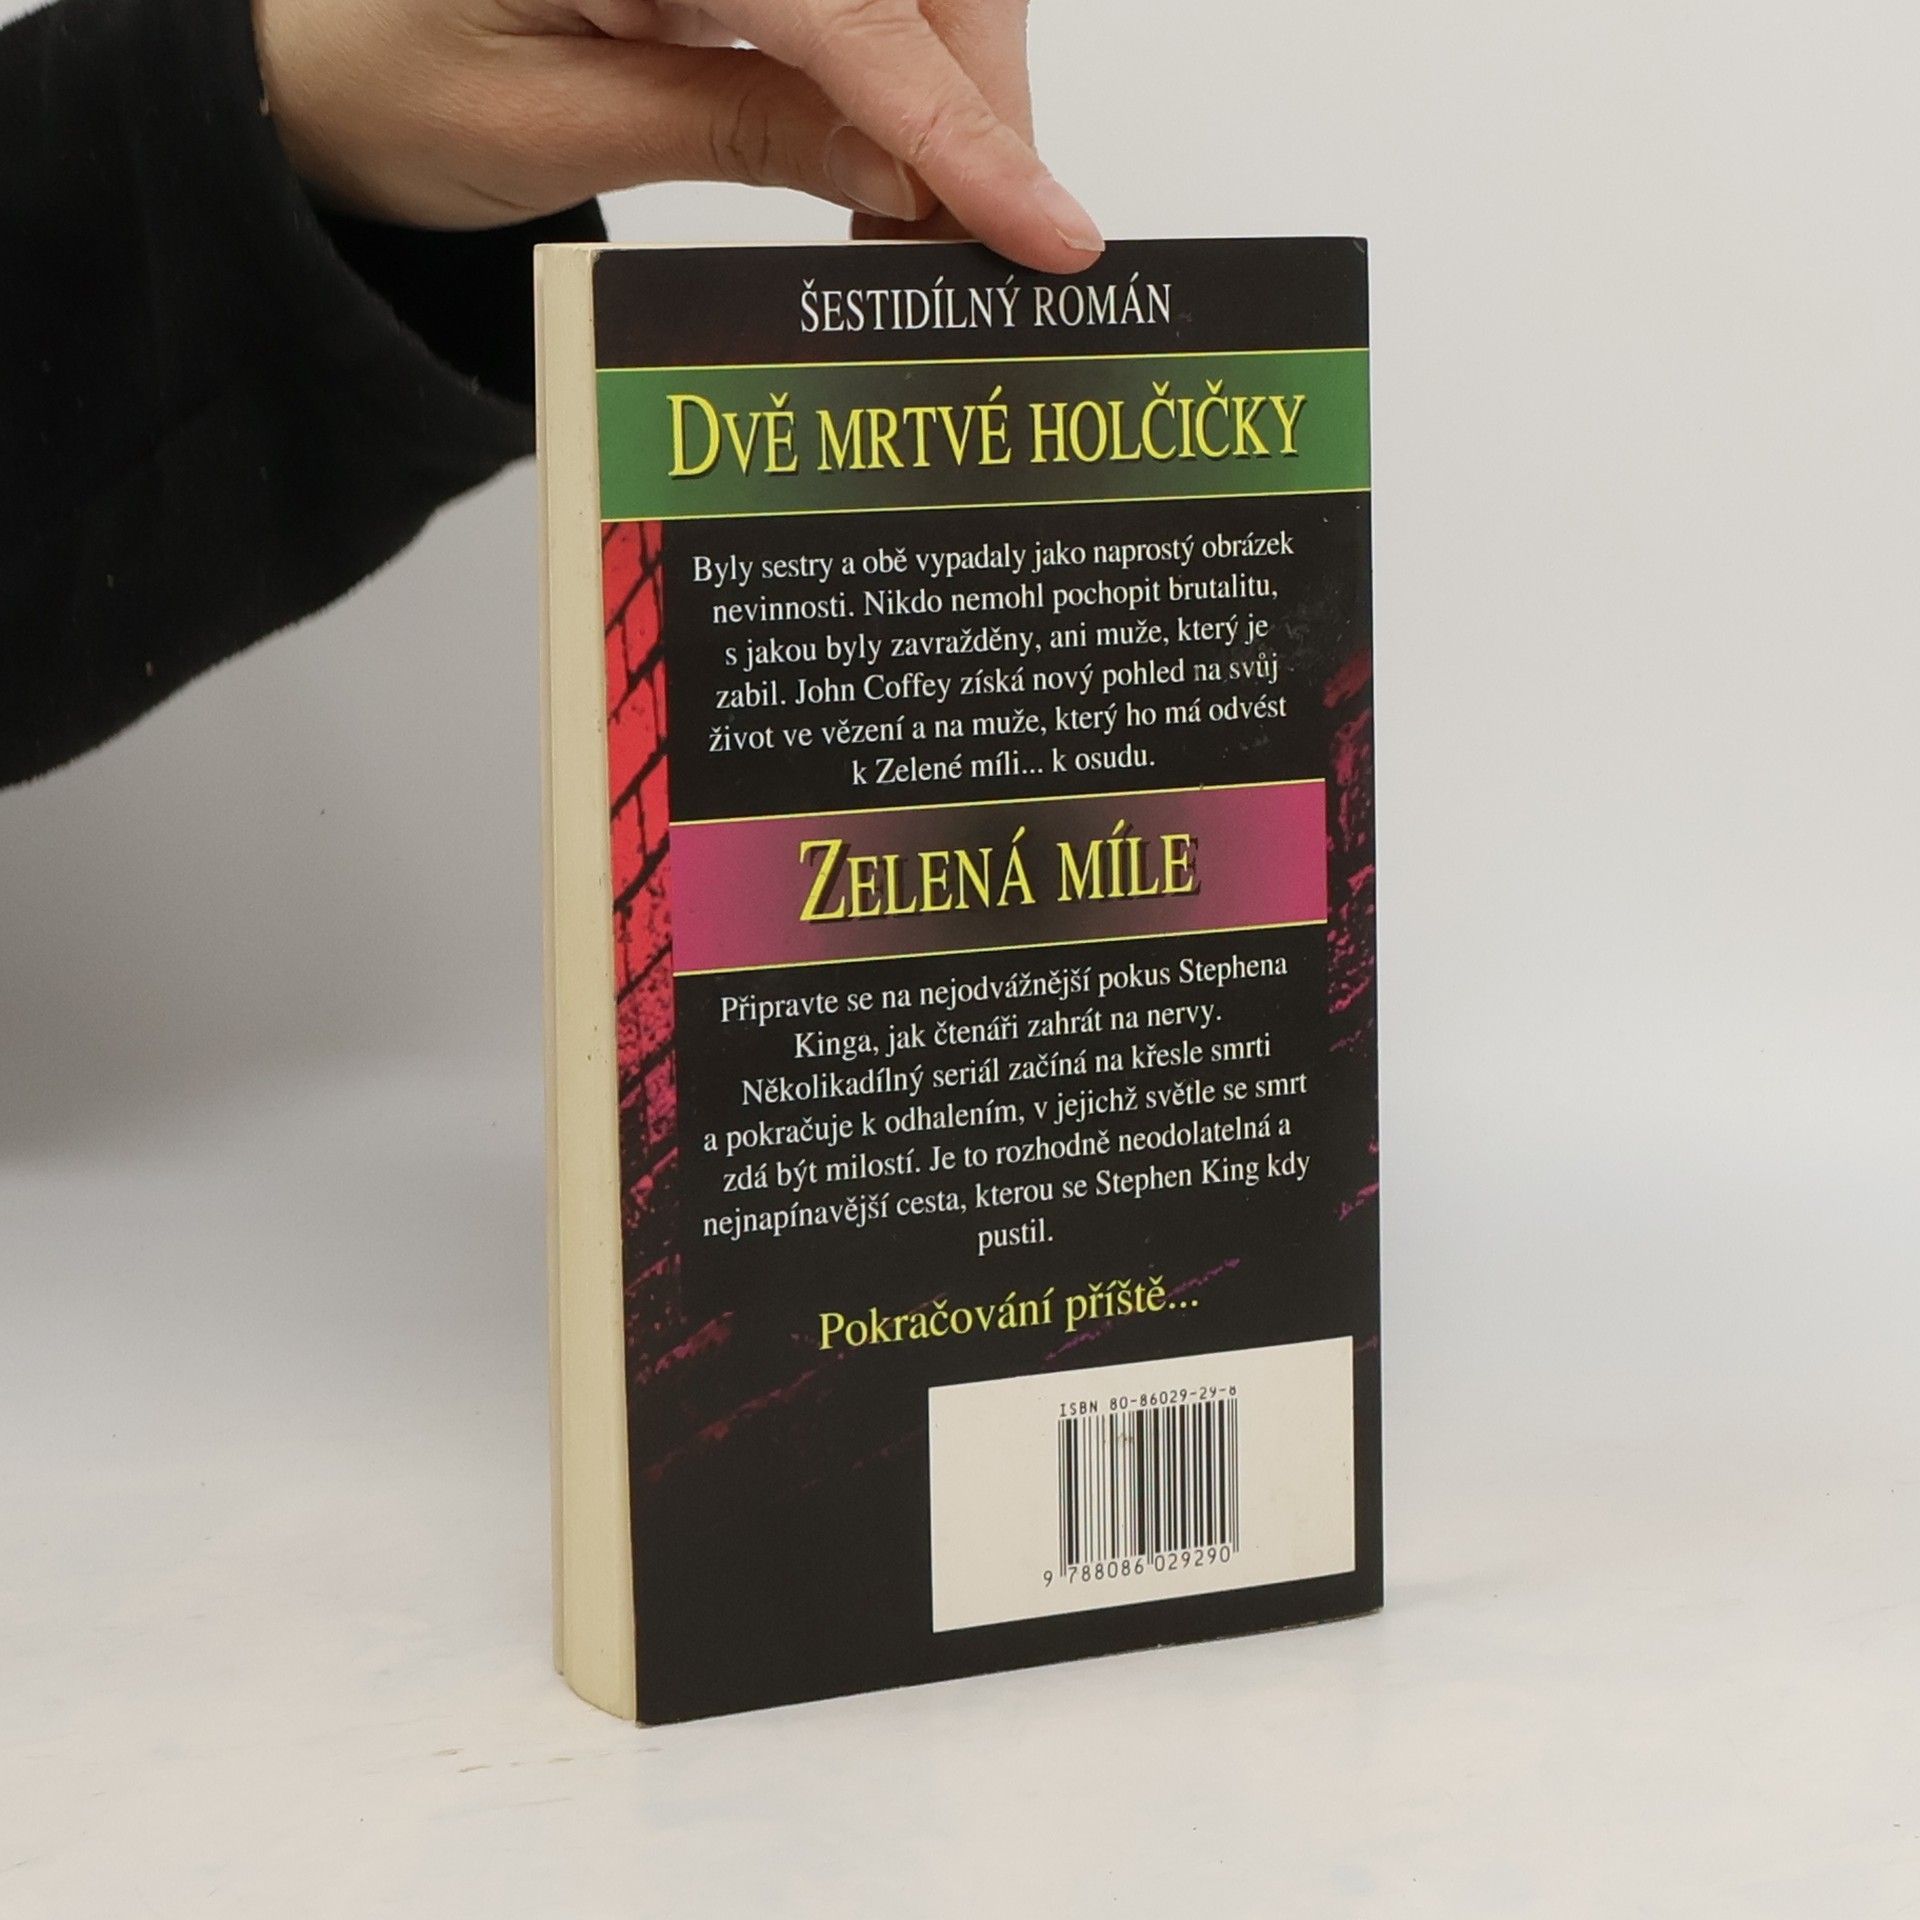 ŠESTIDÍLNÝ ROMÁN
DVĚ MRTVÉ HOLČIČKY
Byly sestry a obě vypadaly jako naprostý obrázek
nevinnosti. Nikdo nemohl pochopit brutalitu,
s jakou byly zavražděny, ani muže, který je
zabil. John Coffey získá nový pohled na svůj
život ve vězení a na muže, který ho má odvést
k Zelené míli... k osudu.
ZELENÁ MÍLE
Připravte se na nejodvážnější pokus Stephena
Kinga, jak čtenáři zahrát na nervy.
Několikadílný seriál začíná na křesle smrti
a pokračuje k odhalením, v jejichž světle se smrt
zdá být milostí. Je to rozhodně neodolatelná a
nejnapínavější cesta, kterou se Stephen King kdy
pustil.
Pokračování příště...
ISBN 80-86029-29-8
9 788086 029290